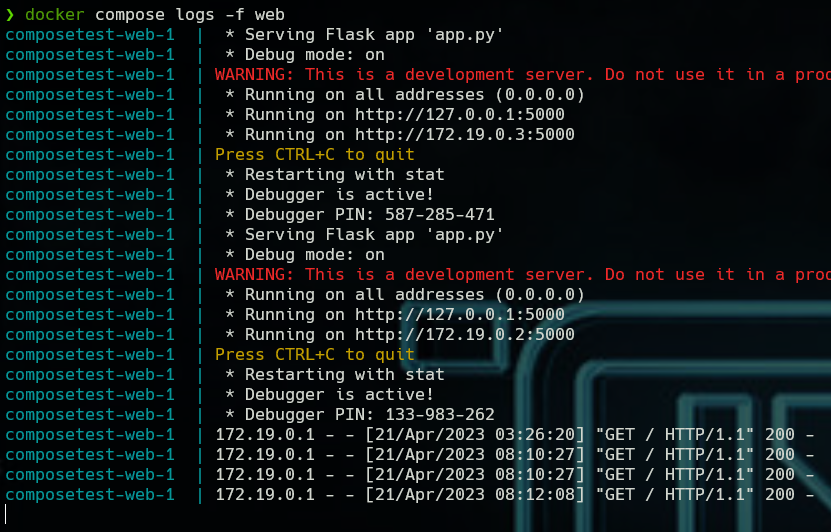 ❯ docker compose logs -f web
composetest-web-1  |  * Serving Flask app 'app.py'
composetest-web-1  |  * Debug mode: on
composetest-web-1  | WARNING: This is a development server. Do not use it in a prod
composetest-web-1  |  * Running on all addresses (0.0.0.0)
composetest-web-1  |  * Running on http://127.0.0.1:5000
composetest-web-1  |  * Running on http://172.19.0.3:5000
composetest-web-1  | Press CTRL+C to quit
composetest-web-1  |  * Restarting with stat
composetest-web-1  |  * Debugger is active!
composetest-web-1  |  * Debugger PIN: 587-285-471
composetest-web-1  |  * Serving Flask app 'app.py'
composetest-web-1  |  * Debug mode: on
composetest-web-1  | WARNING: This is a development server. Do not use it in a prod
composetest-web-1  |  * Running on all addresses (0.0.0.0)
composetest-web-1  |  * Running on http://127.0.0.1:5000
composetest-web-1  |  * Running on http://172.19.0.2:5000
composetest-web-1  | Press CTRL+C to quit
composetest-web-1  |  * Restarting with stat
composetest-web-1  |  * Debugger is active!
composetest-web-1  |  * Debugger PIN: 133-983-262
composetest-web-1  | 172.19.0.1 - - [21/Apr/2023 03:26:20] "GET / HTTP/1.1" 200 -
composetest-web-1  | 172.19.0.1 - - [21/Apr/2023 08:10:27] "GET / HTTP/1.1" 200 -
composetest-web-1  | 172.19.0.1 - - [21/Apr/2023 08:10:27] "GET / HTTP/1.1" 200 -
composetest-web-1  | 172.19.0.1 - - [21/Apr/2023 08:12:08] "GET / HTTP/1.1" 200 -